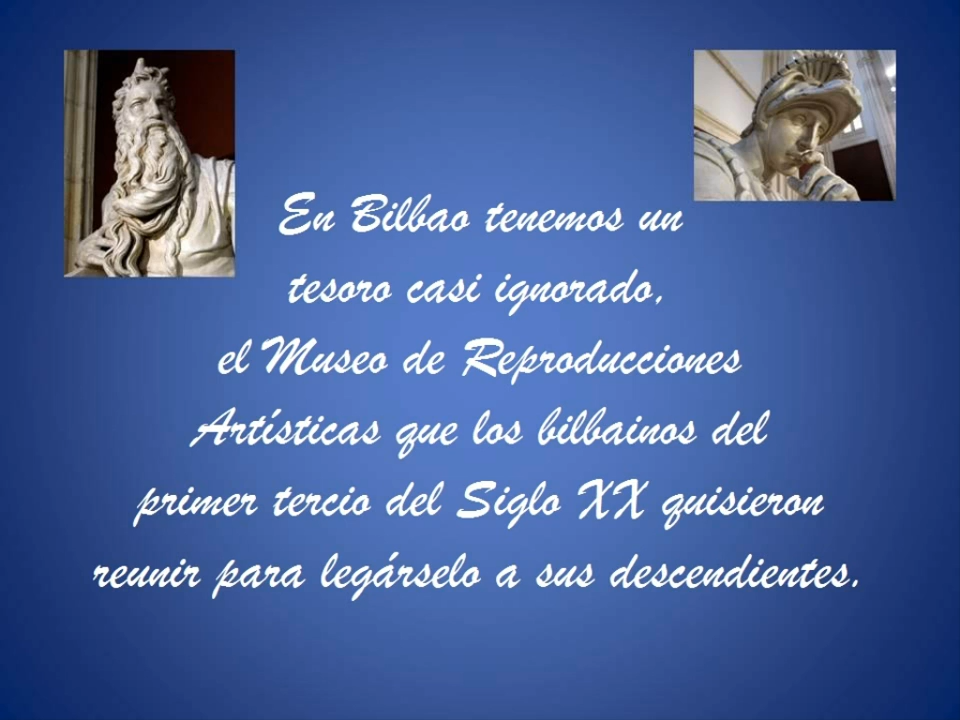 En Bilbao tenemos un
tesoro casi ignorado,
el Museo de Reproducciones
Artísticas que los bilbainos del
primer tercio del Siglo XX quisieron
reunir para legárselo a sus descendientes.